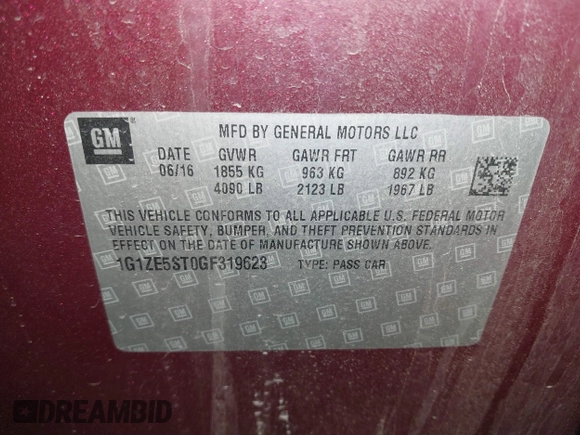 GM
MFD BY GENERAL MOTORS LLC
DATE GVWR GAWR FRT GAWR RR
06/16 1855 KG 963 KG 892 KG
4090 LB 2123 LB 1967 LB
THIS VEHICLE CONFORMS TO ALL APPLICABLE U.S. FEDERAL MOTOR
VEHICLE SAFETY, BUMPER, AND THEFT PREVENTION STANDARDS IN
EFFECT ON THE DATE OF MANUFACTURE SHOWN ABOVE.
1G1ZE5ST0GF319623 TYPE: PASS CAR
DREAMBID